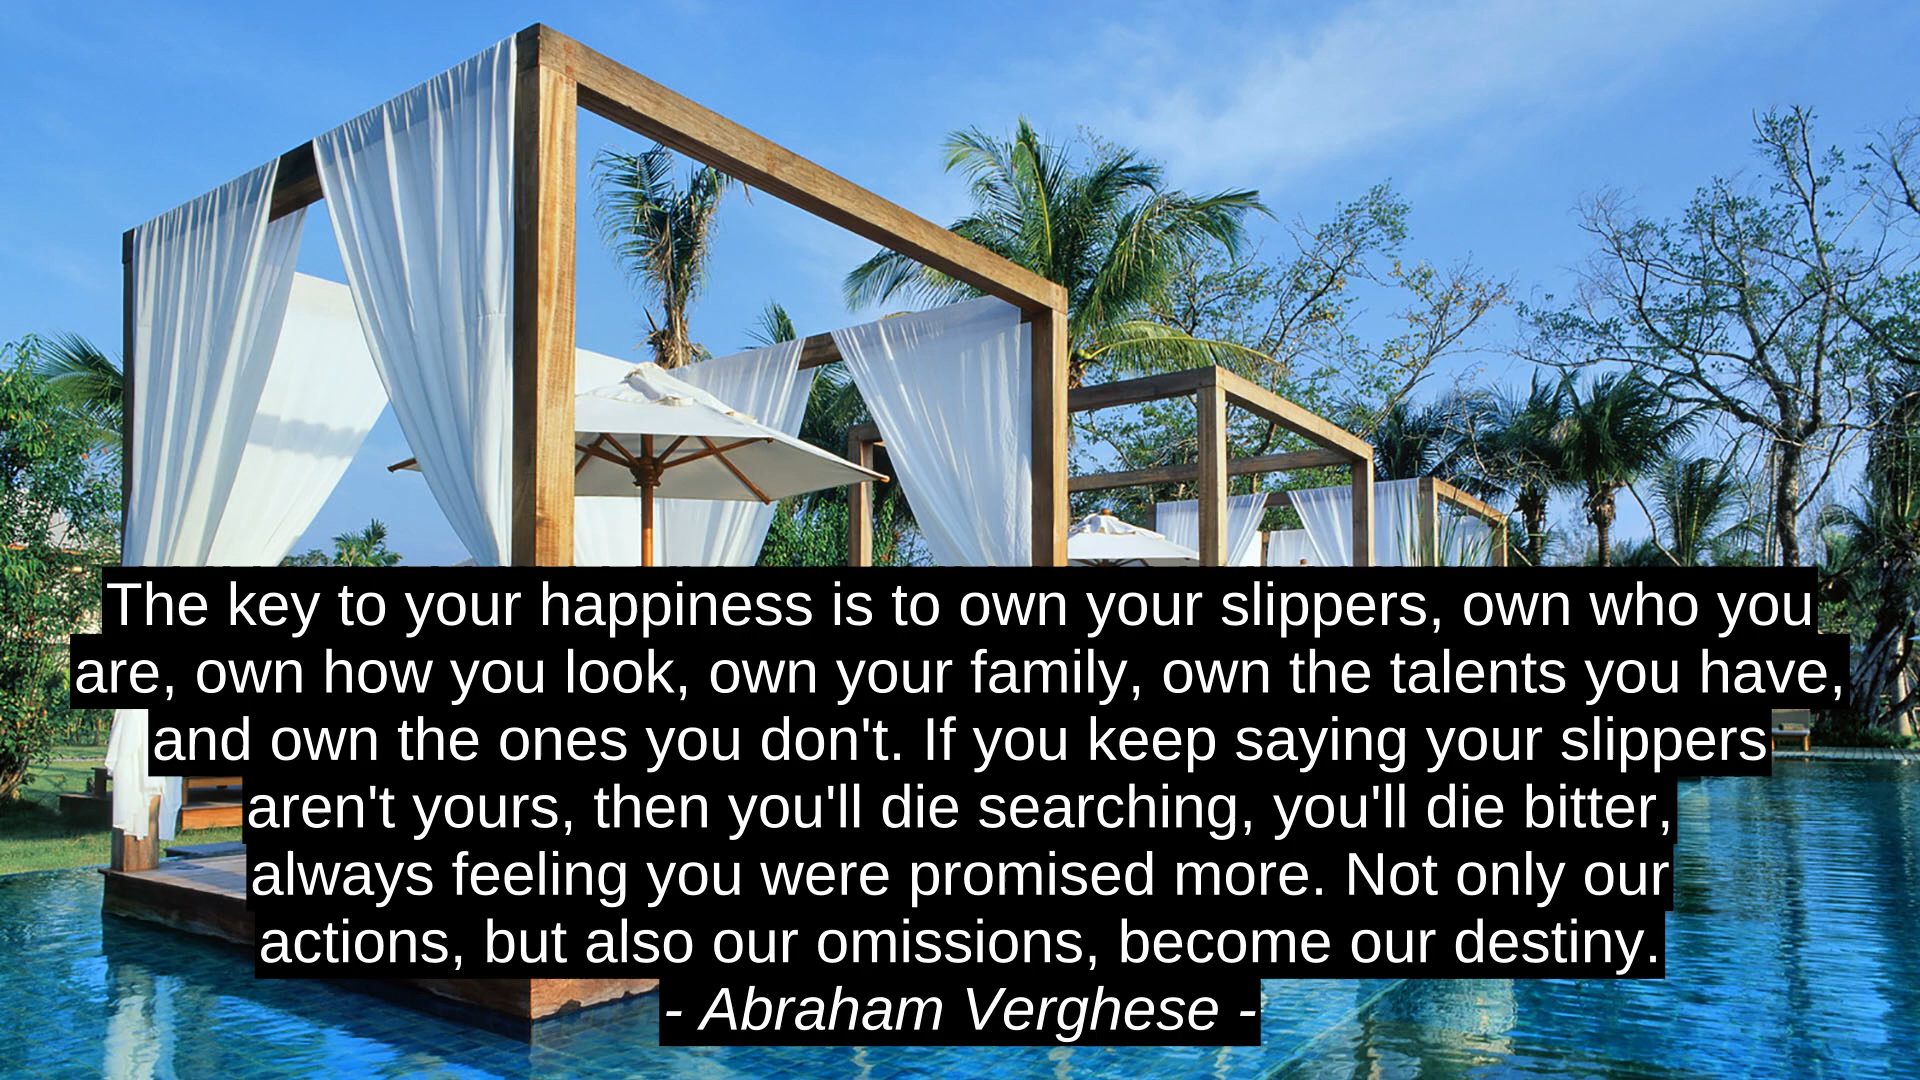 The key to your happiness is to own your slippers, own who you
are, own how you look, own your family, own the talents you have,
and own the ones you don't. If you keep saying your slippers
aren't yours, then you'll die searching, you'll die bitter,
always feeling you were promised more. Not only our
actions, but also our omissions, become our destiny.
- Abraham Verghese -